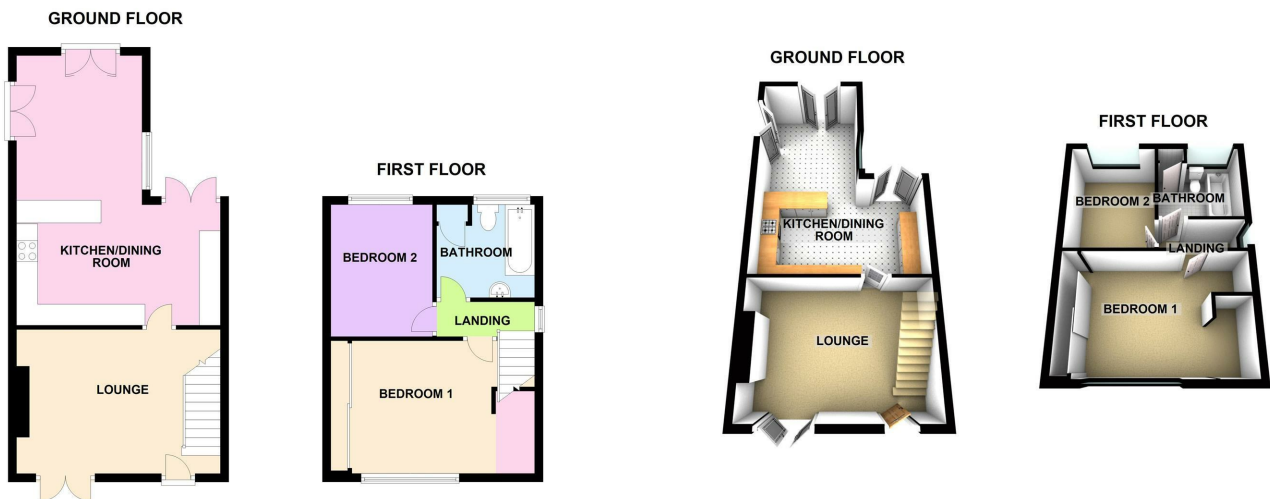 GROUND FLOOR
KITCHEN/DINING
ROOM
LOUNGE
FIRST FLOOR
BEDROOM 2
BATHROOM
LANDING
BEDROOM 1
GROUND FLOOR
KITCHEN/DINING
ROOM
LOUNGE
FIRST FLOOR
BEDROOM 2
BATHROOM
LANDING
BEDROOM 1